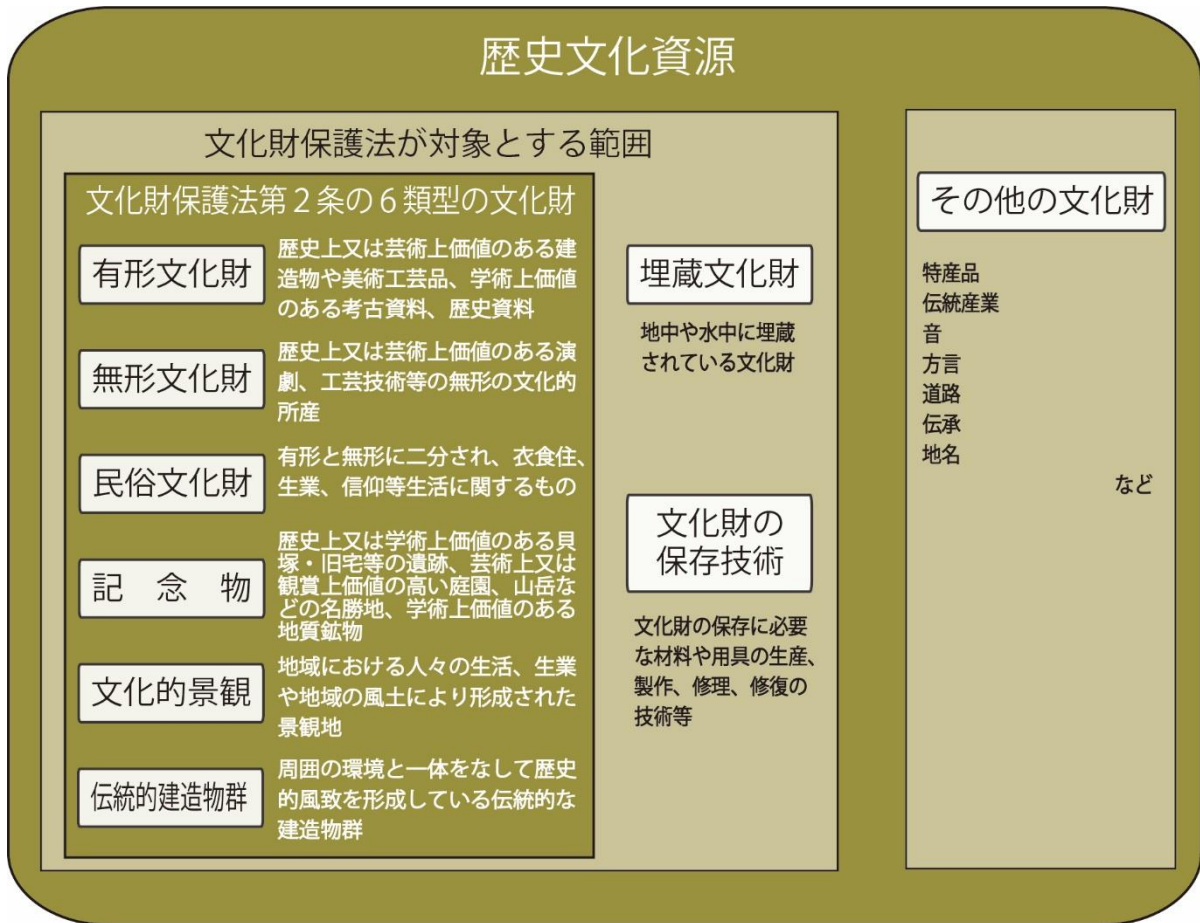 歴史文化資源
文化財保護法が対象とする範囲
文化財保護法第２条の６類型の文化財
有形文化財
歴史上又は芸術上価値のある建
造物や美術工芸品、学術上価値
のある考古資料、歴史資料
無形文化財
歴史上又は芸術上価値のある演
劇、工芸技術等の無形の文化的
所産
民俗文化財
有形と無形に二分され、衣食住、
生業、信仰等生活に関するもの
記　念　物
歴史上又は学術上価値のある貝
塚・旧宅等の遺跡、芸術上又は
観賞上価値の高い庭園、山岳な
どの名勝地、学術上価値のある
地質鉱物
文化的景観
地域における人々の生活、生業
や地域の風土により形成された
景観地
伝統的建造物群
周囲の環境と一体をなして歴史
的風致を形成している伝統的な
建造物群
埋蔵文化財
地中や水中に埋蔵
されている文化財
文化財の
保存技術
文化財の保存に必要
な材料や用具の生産、
製作、修理、修復の
技術等
その他の文化財
特産品
伝統産業
音
方言
道路
伝承
地名
など